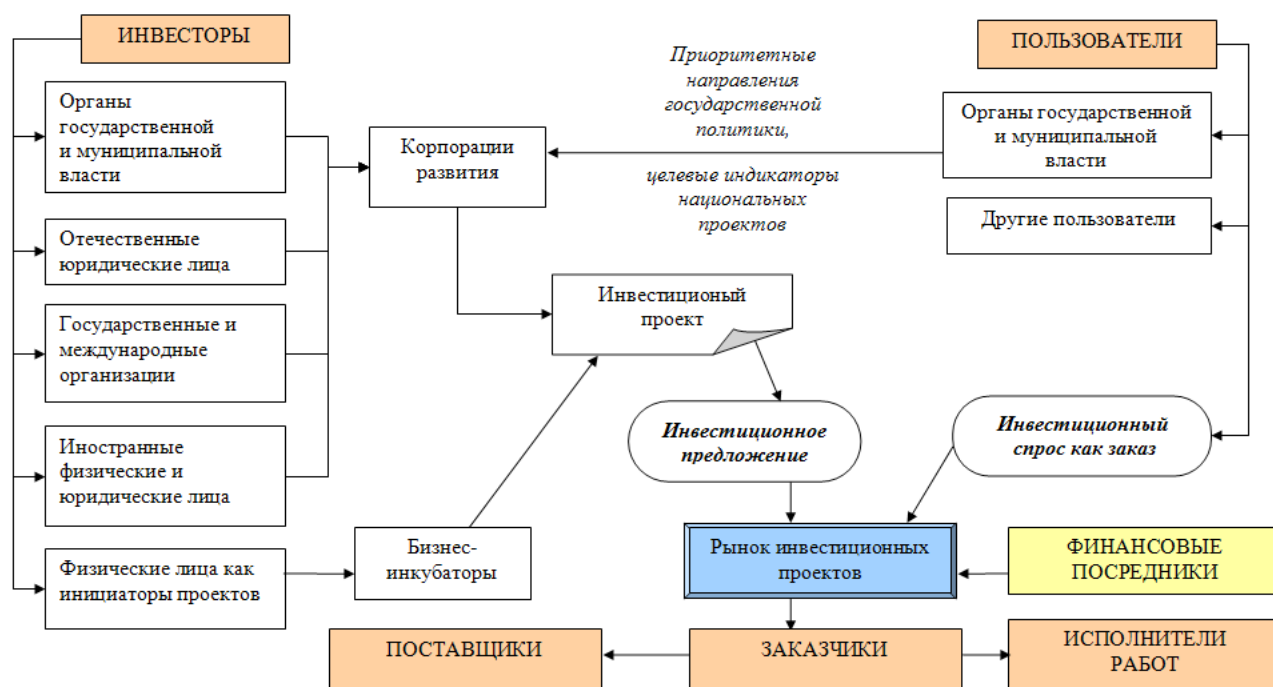 ИНВЕСТОРЫ
Органы
государственной
и муниципальной
власти
Отечественные
юридические лица
Государственные и
международные
организации
Иностранные
физические и
юридические лица
Физические лица как
инициаторы проектов
Корпорации
развития
Бизнес-
инкубаторы
Приоритетные
направления
государственной
политики,
целевые индикаторы
национальных
проектов
ПОЛЬЗОВАТЕЛИ
Органы государственной
и муниципальной
власти
Другие пользователи
Инвестиционый
проект
Инвестиционное
предложение
Инвестиционный
спрос как заказ
Рынок инвестиционных
проектов
ФИНАНСОВЫЕ
ПОСРЕДНИКИ
ПОСТАВЩИКИ
ЗАКАЗЧИКИ
ИСПОЛНИТЕЛИ
РАБОТ